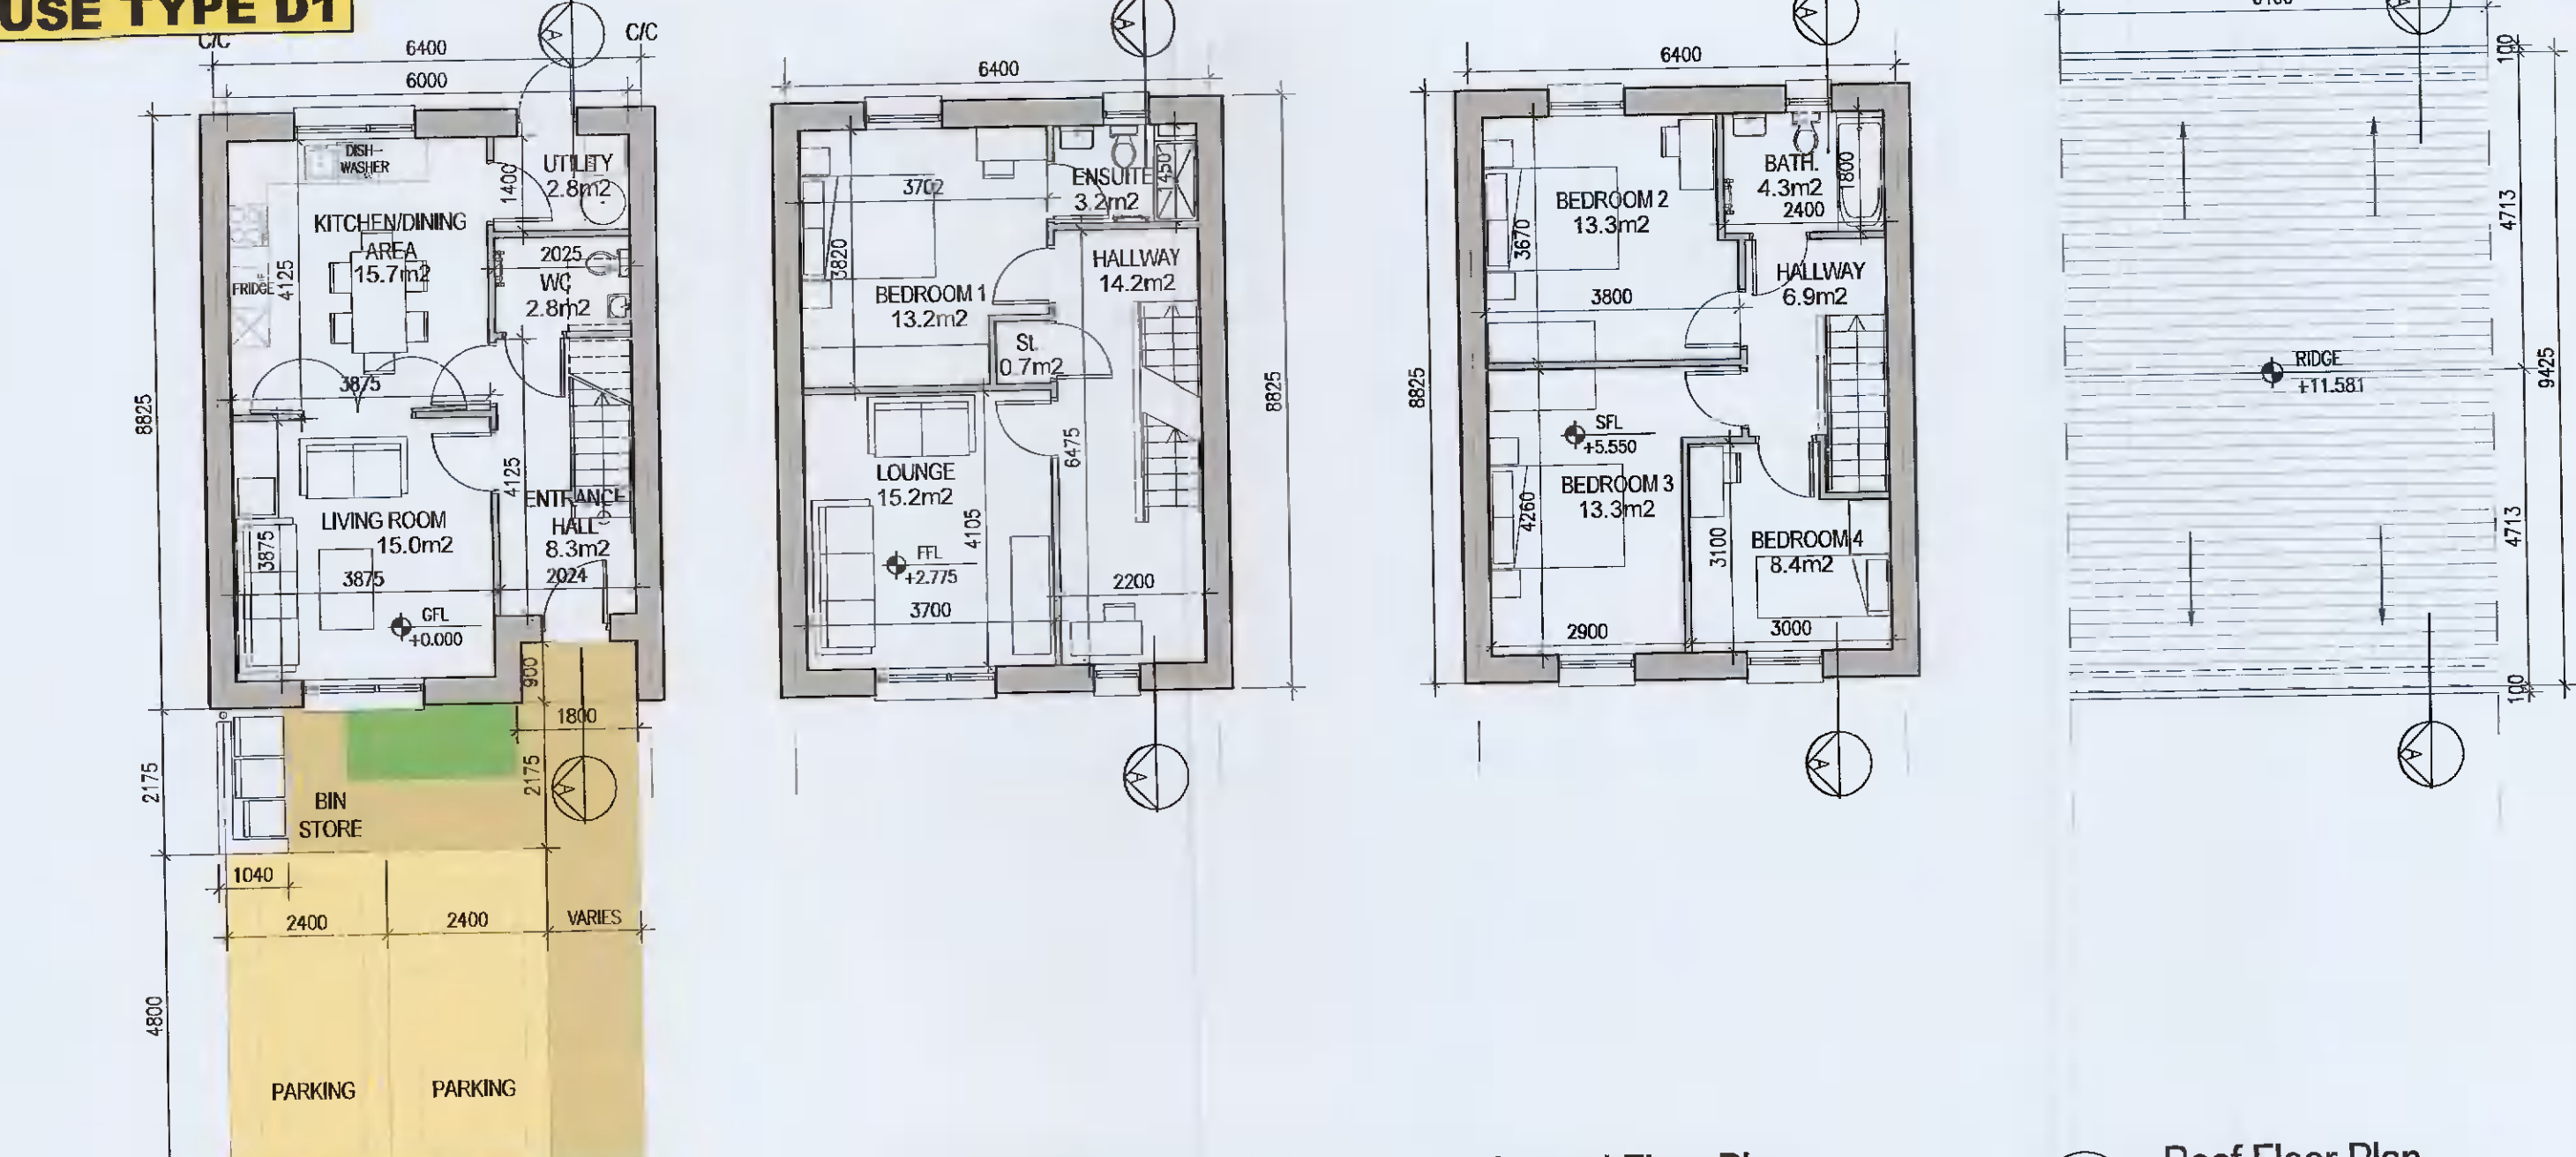 USE TYPE D1
C/C
6400
C/C
A
6000
DISH-
WASHER
UTILITY
2.8m2
1400
KITCHEN/DINING
AREA
15.7m2
4125
FRIDGE
2025
WC
2.8m2
3875
8825
4125
LIVING ROOM
15.0m2
3875
3875
ENTRANCE
HALL
8.3m2
2024
GFL
+0.000
900
1800
2175
2175
A
BIN
STORE
1040
2400
2400
VARIES
4800
PARKING
PARKING
A
6400
3702
ENSUITE
3.2m2
1450
3820
HALLWAY
14.2m2
BEDROOM 1
13.2m2
St.
0.7m2
8825
6475
LOUNGE
15.2m2
4105
FFL
+2.775
3700
2200
A
A
6400
BEDROOM 2
13.3m2
3670
BATH.
4.3m2
2400
1800
HALLWAY
6.9m2
3800
8825
SFL
+5.550
BEDROOM 3
13.3m2
4260
3100
BEDROOM 4
8.4m2
2900
3000
A
A
100
4713
RIDGE
+11.581
9425
4713
100
A
Roof Floor Plan